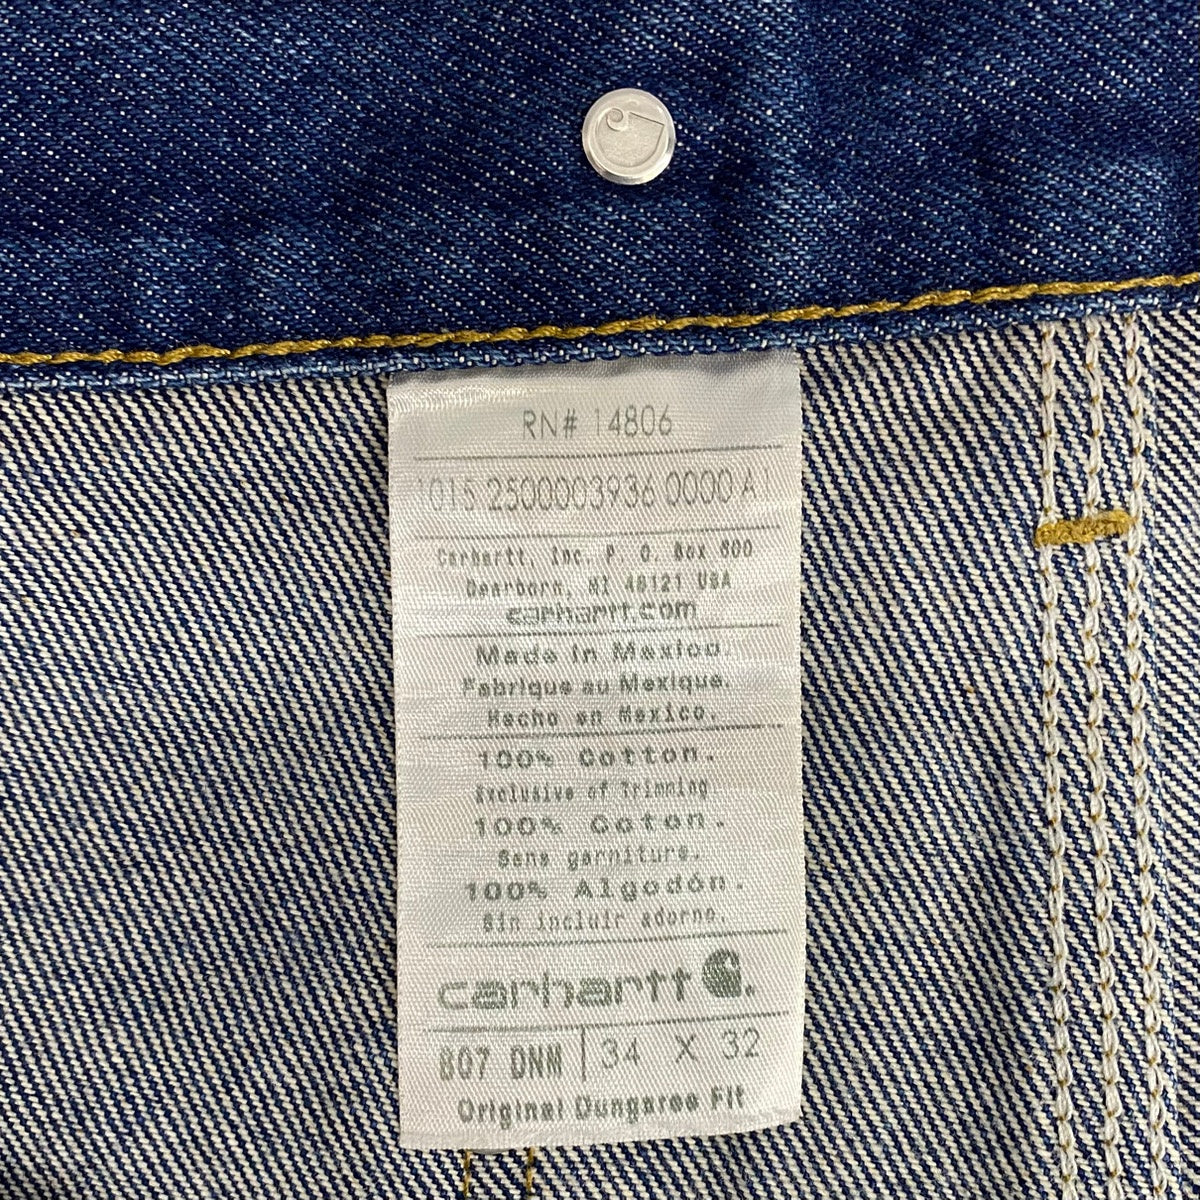 RN# 14806
1015 2500003936 0000 A1
Carhartt, Inc. P. O. Box 600
Dearborn, MI 48121 USA
carhartt.com
Made in Mexico.
Fabrique au Mexique.
Hecho en Mexico.
100% Cotton.
Exclusive of Trimming.
100% Coton.
Sans garniture.
100% Algodón.
Sin incluir adorno.
carhartt
B07 DNM | 34 X 32
Original Dungaree Fit